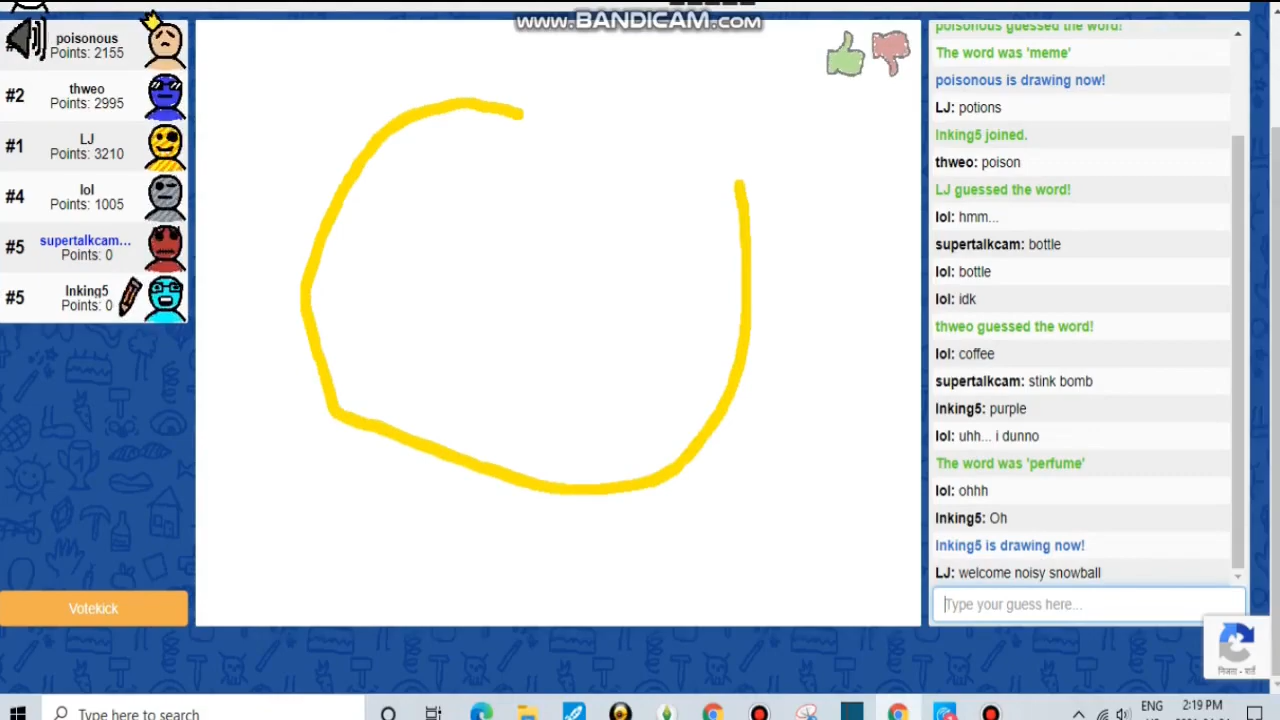 www.BANDICAM.com
poisonous
Points: 2155
#2
thweo
Points: 2995
#1
LJ
Points: 3210
#4
lol
Points: 1005
#5
supertalkcam...
Points: 0
#5
Inking5
Points: 0
Votekick
poisonous guessed the word!
The word was 'meme'
poisonous is drawing now!
LJ: potions
Inking5 joined.
thweo: poison
LJ guessed the word!
lol: hmm...
supertalkcam: bottle
lol: bottle
lol: idk
thweo guessed the word!
lol: coffee
supertalkcam: stink bomb
Inking5: purple
lol: uhh... i dunno
The word was 'perfume'
lol: ohhh
Inking5: Oh
Inking5 is drawing now!
LJ: welcome noisy snowball
Type your guess here...
Type here to search
ENG
2:19 PM